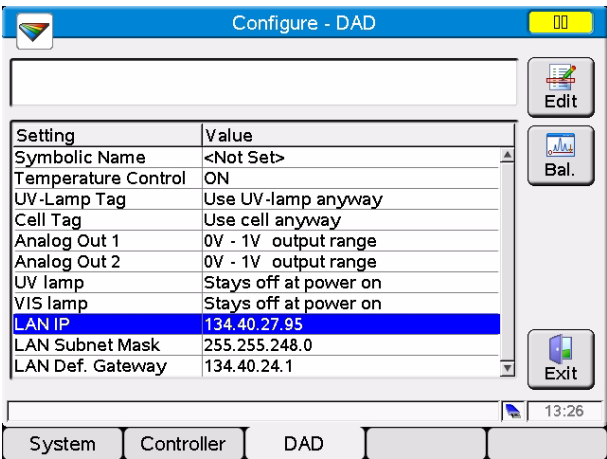 Configure - DAD
Edit
Bal.
Setting Value
Symbolic Name <Not Set>
Temperature Control ON
UV-Lamp Tag Use UV-lamp anyway
Cell Tag Use cell anyway
Analog Out 1 0V - 1V output range
Analog Out 2 0V - 1V output range
UV lamp Stays off at power on
VIS lamp Stays off at power on
LAN IP 134.40.27.95
LAN Subnet Mask 255.255.248.0
LAN Def. Gateway 134.40.24.1
Exit
13:26
System Controller DAD